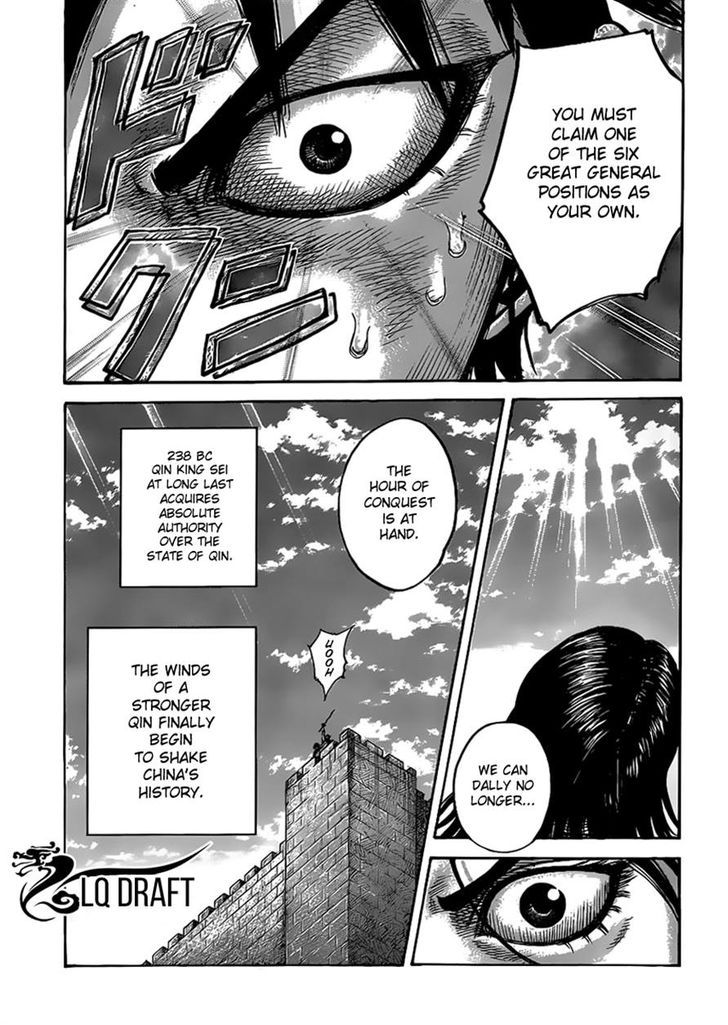 ドクン
YOU MUST
CLAIM ONE
OF THE SIX
GREAT GENERAL
POSITIONS AS
YOUR OWN.
WE CAN
DALLY NO
LONGER...
THE
HOUR OF
CONQUEST
IS AT
HAND.
238 BC
QIN KING SEI
AT LONG LAST
ACQUIRES
ABSOLUTE
AUTHORITY
OVER THE
STATE OF QIN.
UOOH
THE WINDS
OF A
STRONGER
QIN FINALLY
BEGIN
TO SHAKE
CHINA'S
HISTORY.
LQ DRAFT